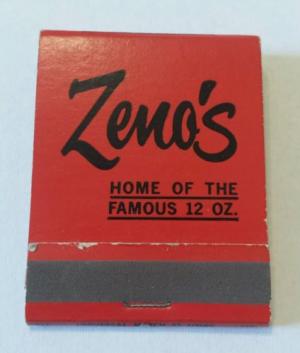 Zeno's
HOME OF THE
FAMOUS 12 OZ.